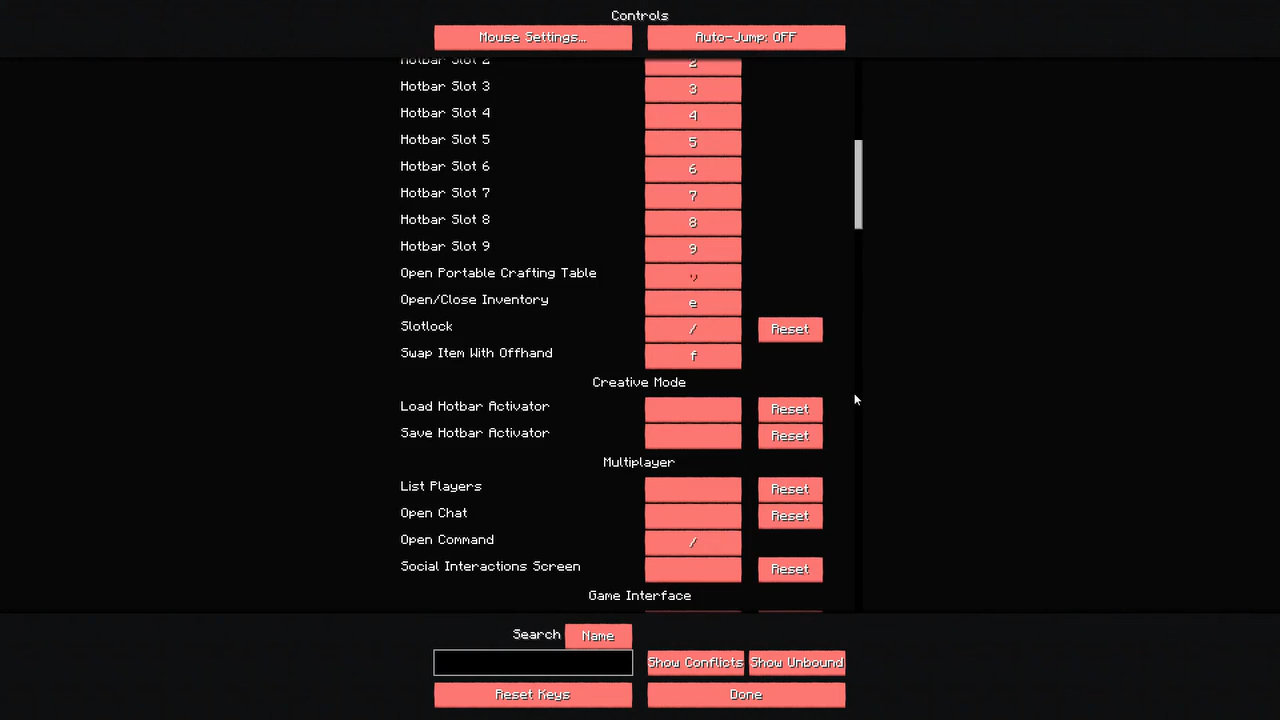 Controls
Mouse Settings... Auto-Jump: OFF
Hotbar Slot 2 2
Hotbar Slot 3 3
Hotbar Slot 4 4
Hotbar Slot 5 5
Hotbar Slot 6 6
Hotbar Slot 7 7
Hotbar Slot 8 8
Hotbar Slot 9 9
Open Portable Crafting Table v
Open/Close Inventory e
Slotlock / Reset
Swap Item With Offhand f
Creative Mode
Load Hotbar Activator Reset
Save Hotbar Activator Reset
Multiplayer
List Players Reset
Open Chat Reset
Open Command /
Social Interactions Screen Reset
Game Interface
Search Name
Show Conflicts Show Unbound
Reset Keys Done